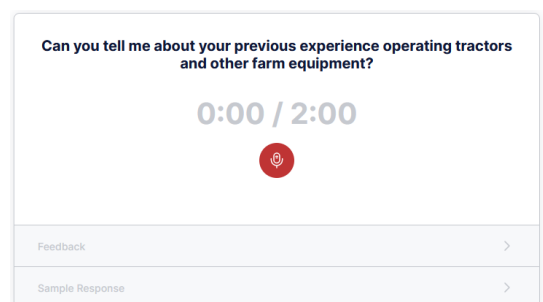 Can you tell me about your previous experience operating tractors
and other farm equipment?
0:00 / 2:00
Feedback
Sample Response